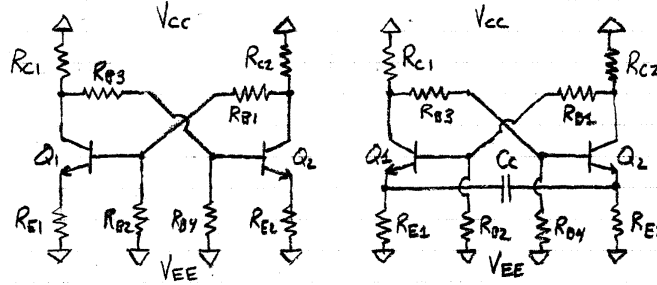 Vcc Vcc
RC1 RC2 RC1 RC2
RB3 RB1 RB3 RB1
Q1 Q2 Q1 Cc Q2
RE1 RB2 RB4 RE2 RE1 RB2 RB4 RE2
VEE VEE